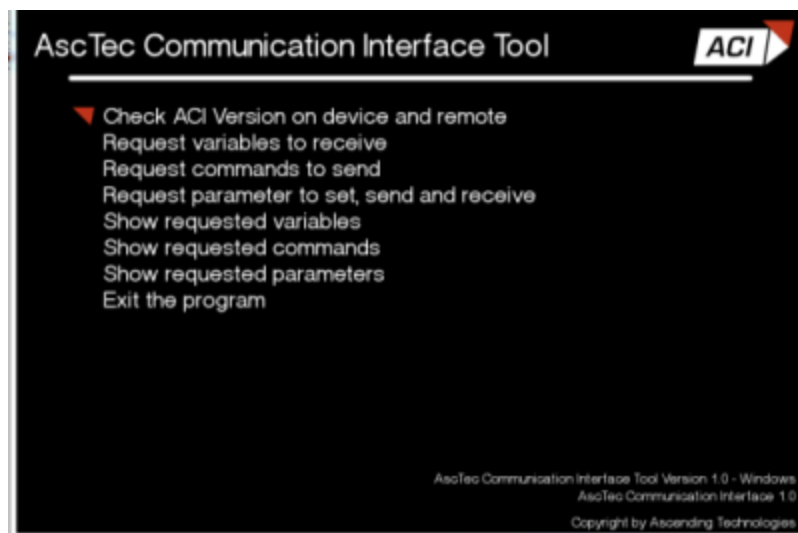 AscTec Communication Interface Tool
ACI
Check ACI Version on device and remote
Request variables to receive
Request commands to send
Request parameter to set, send and receive
Show requested variables
Show requested commands
Show requested parameters
Exit the program
AscTec Communication Interface Tool Version 1.0 - Windows
AscTec Communication Interface 1.0
Copyright by Ascending Technologies